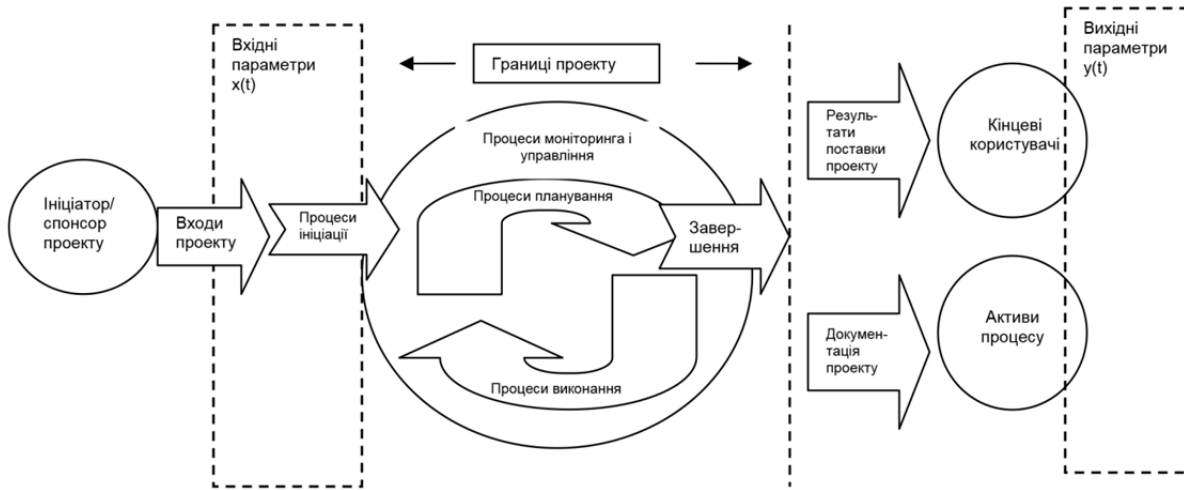 Вхідні
параметри
x(t)
Границі проекту
Вихідні
параметри
y(t)
Процеси моніторинга і
управління
Резуль-
тати
поставки
проекту
Кінцеві
користувачі
Ініціатор/
спонсор
проекту
Входи
проекту
Процеси
ініціації
Процеси планування
Завер-
шення
Процеси виконання
Докумен-
тація
проекту
Активи
процесу